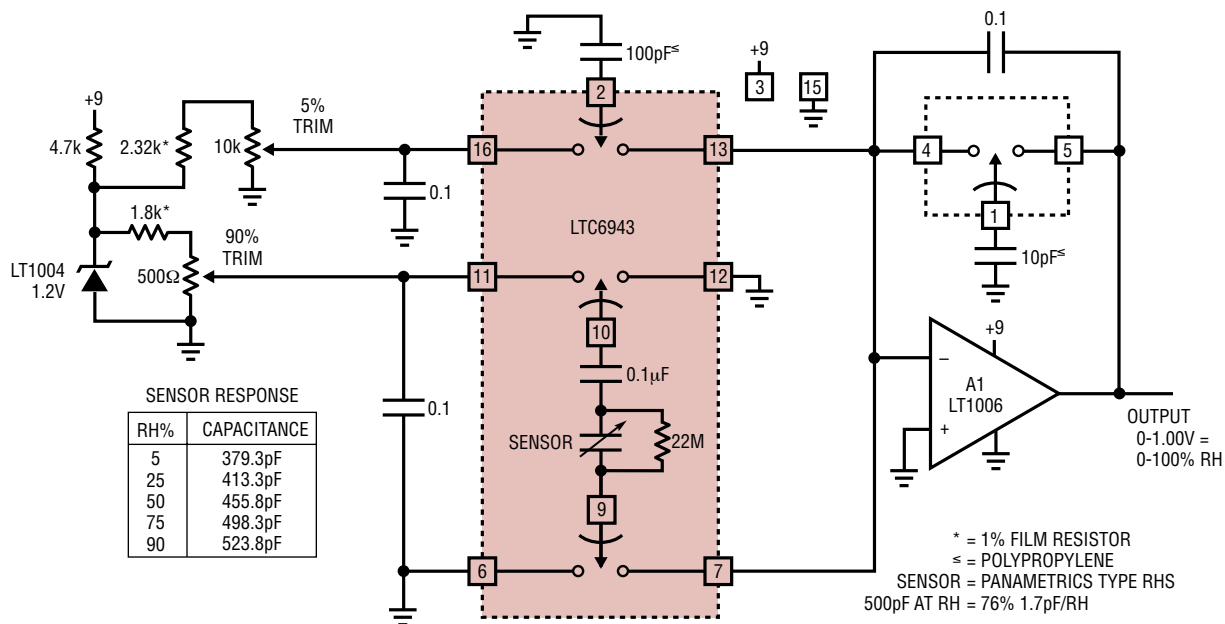 0.1
100pF≤
+9
2
3
15
+9
5%
TRIM
4.7k
2.32k*
10k
16
13
4
5
0.1
1
1.8k*
LTC6943
10pF≤
90%
TRIM
LT1004
1.2V
500Ω
11
12
10
+9
0.1µF
–
A1
LT1006
+
SENSOR RESPONSE
0.1
OUTPUT
0-1.00V =
0-100% RH
RH% CAPACITANCE
5 379.3pF
25 413.3pF
50 455.8pF
75 498.3pF
90 523.8pF
SENSOR
22M
9
6
7
* = 1% FILM RESISTOR
≤ = POLYPROPYLENE
SENSOR = PANAMETRICS TYPE RHS
500pF AT RH = 76% 1.7pF/RH